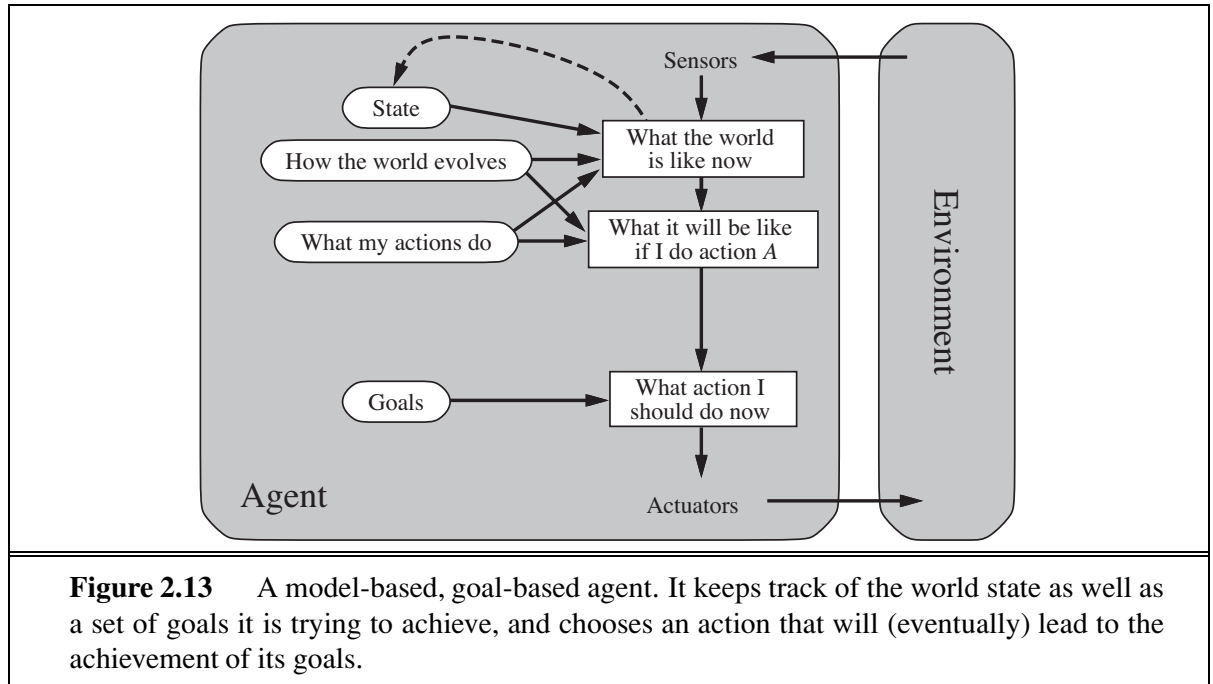 Sensors
State
What the world
is like now
How the world evolves
What it will be like
if I do action A
What my actions do
Environment
What action I
should do now
Goals
Agent
Actuators
Figure 2.13 A model-based, goal-based agent. It keeps track of the world state as well as
a set of goals it is trying to achieve, and chooses an action that will (eventually) lead to the
achievement of its goals.